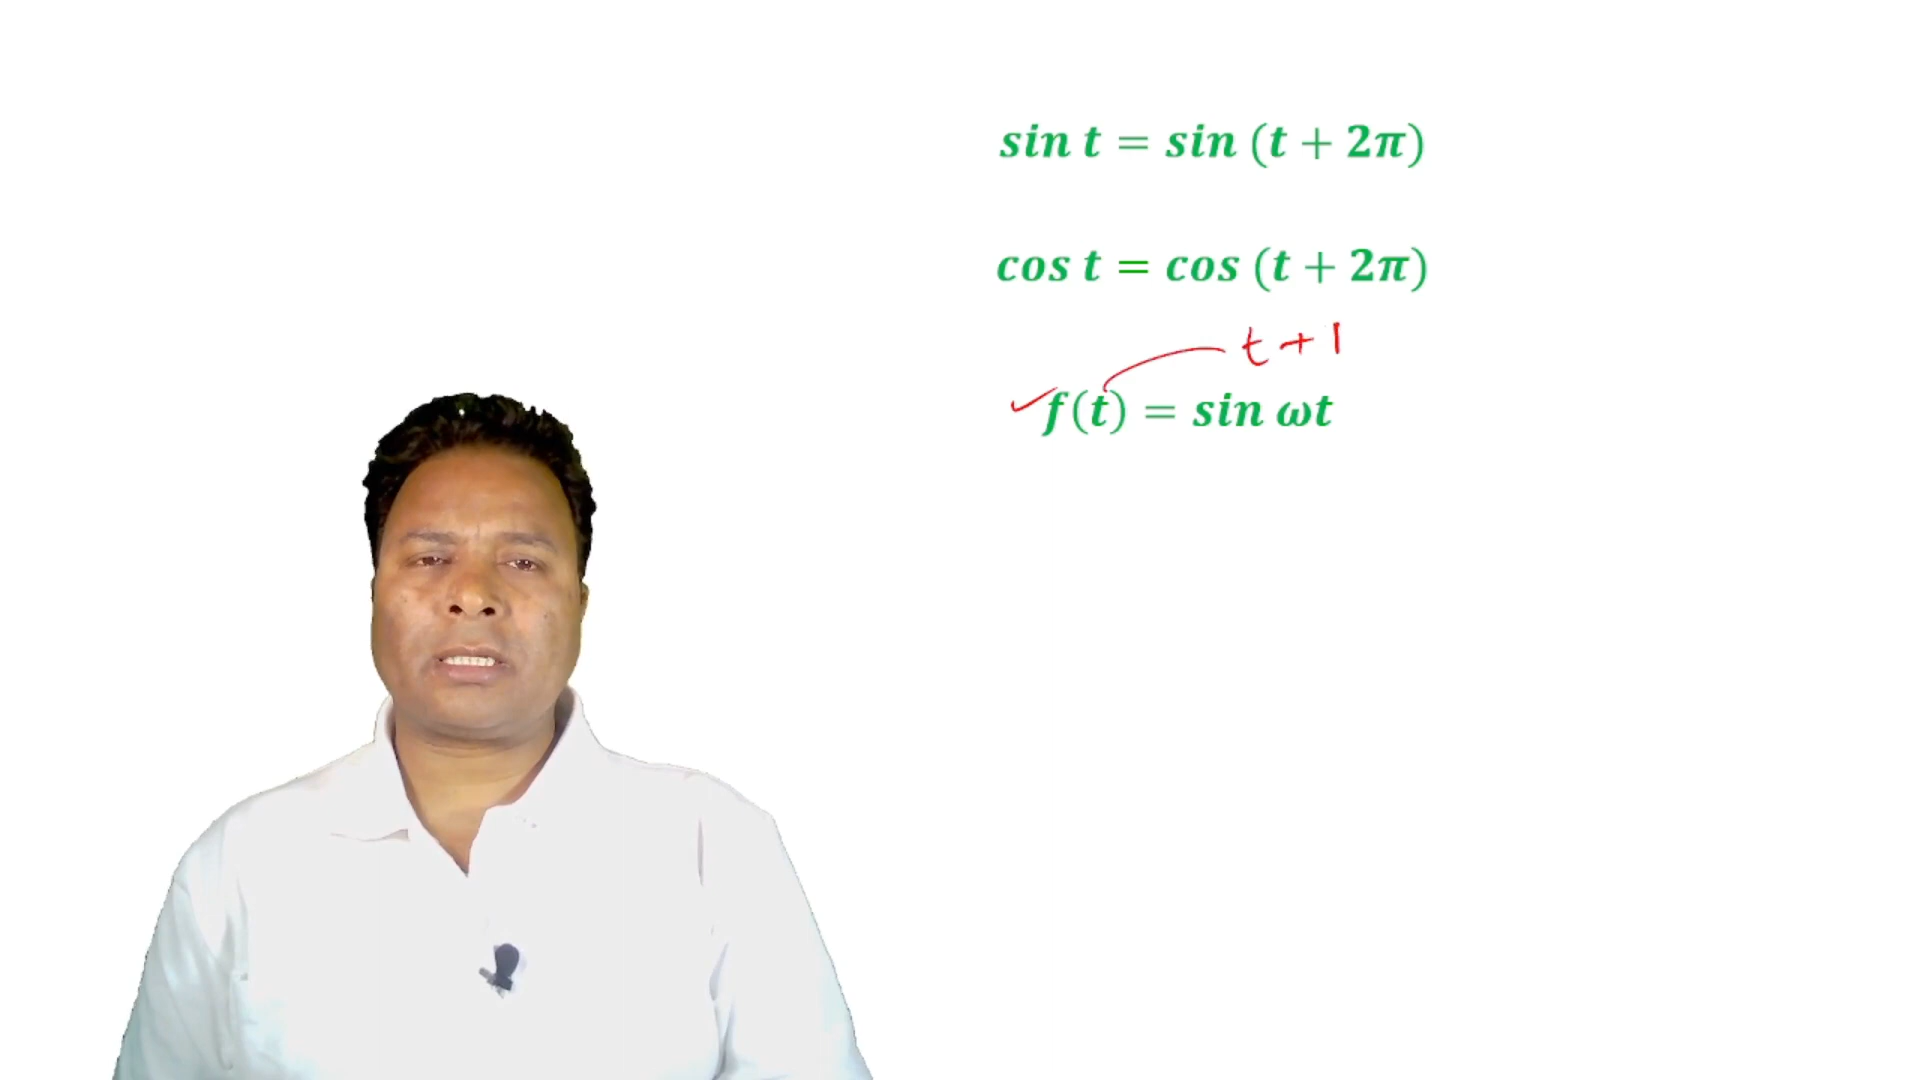 sin t = sin (t + 2π)
cos t = cos (t + 2π)
t + 1
f(t) = sin ωt